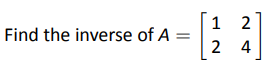 Find the inverse of A = [1 2
2 4]